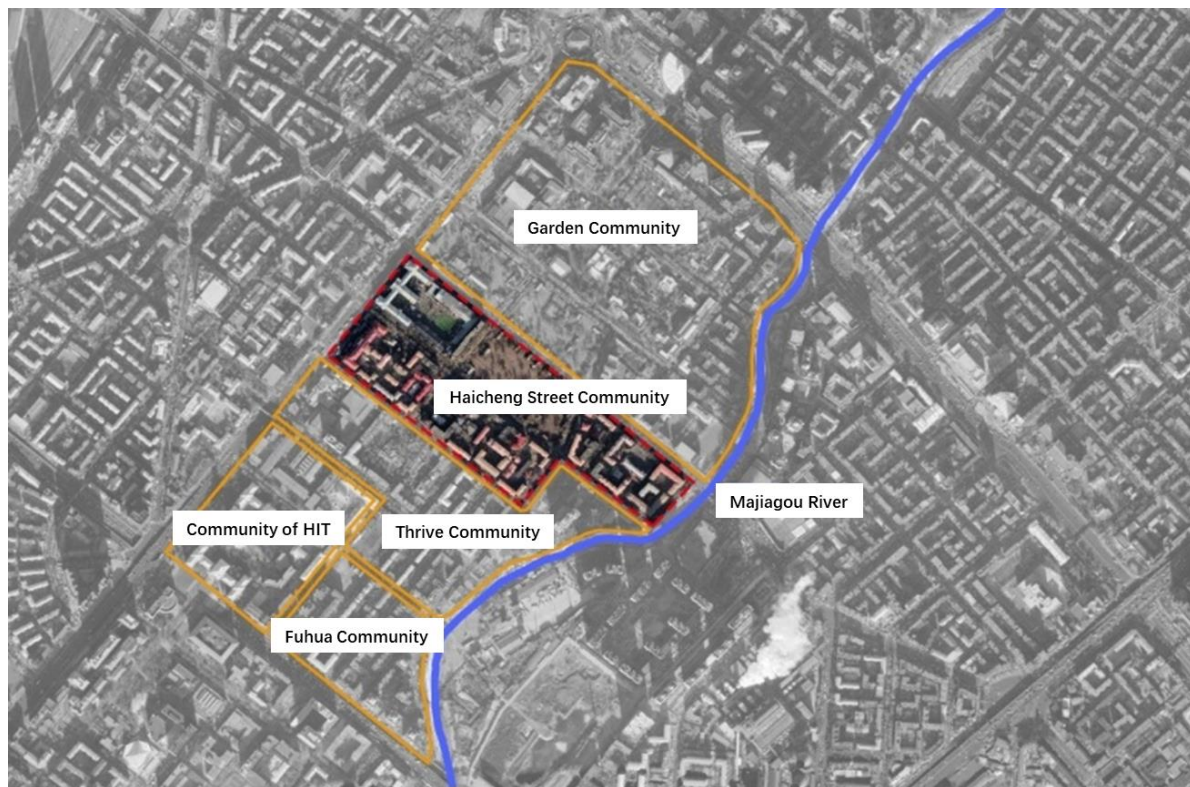 Garden Community
Haicheng Street Community
Majiagou River
Community of HIT
Thrive Community
Fuhua Community